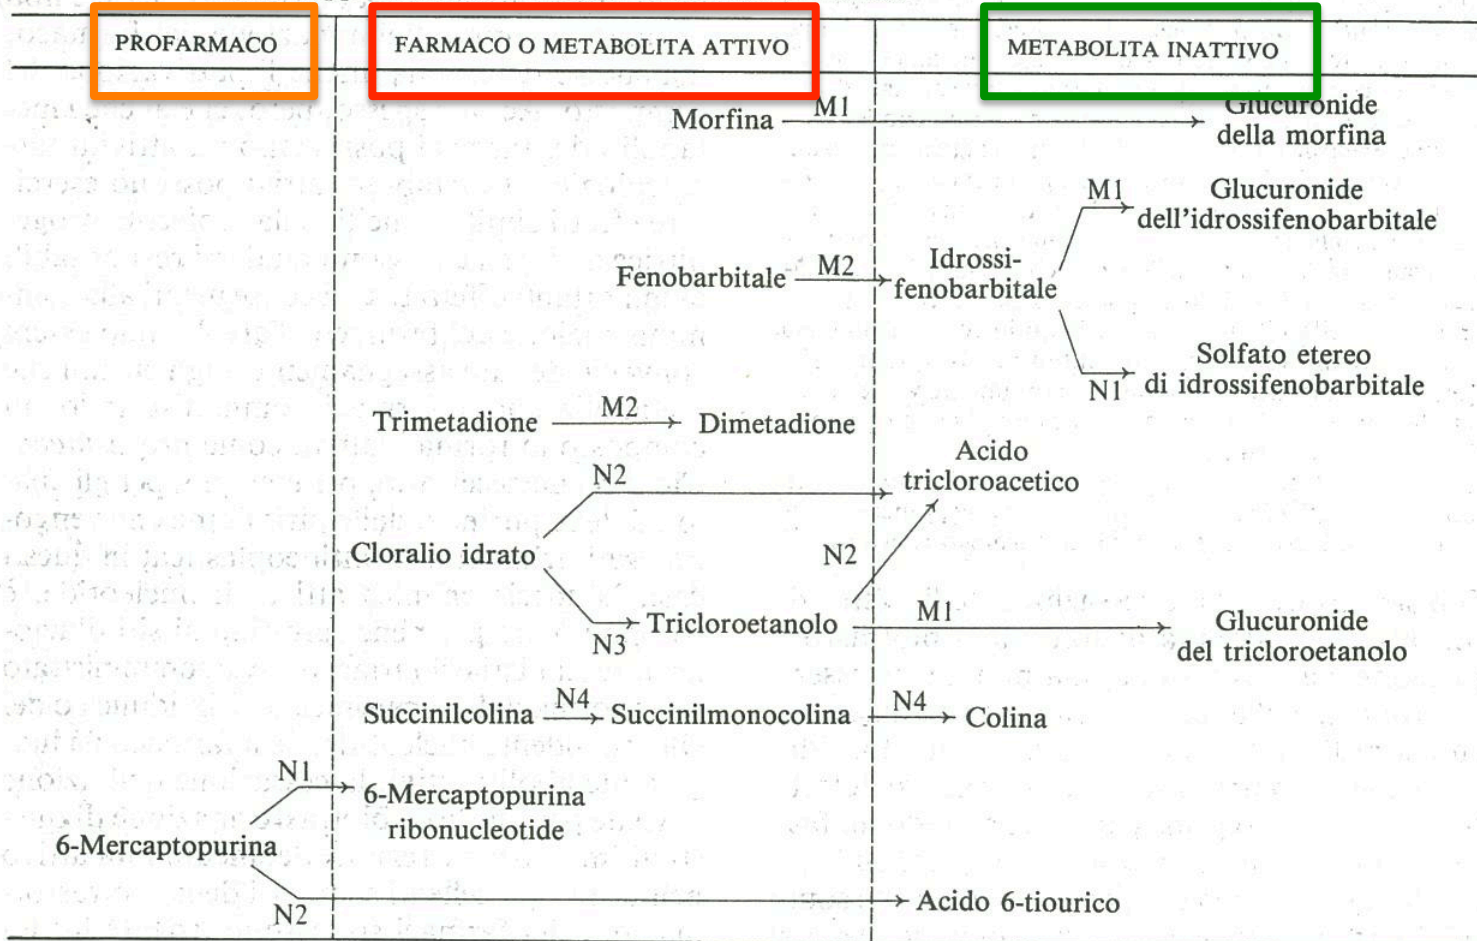 PROFARMACO
FARMACO O METABOLITA ATTIVO
METABOLITA INATTIVO
Morfina
M1
Glucuronide
della morfina
Fenobarbitale
M2
Idrossi-
fenobarbitale
M1
Glucuronide
dell'idrossifenobarbitale
N1
Solfato etereo
di idrossifenobarbitale
Trimetadione
M2
Dimetadione
Cloralio idrato
N2
Acido
tricloroacetico
N3
Tricloroetanolo
N2
M1
Glucuronide
del tricloroetanolo
Succinilcolina
N4
Succinilmonocolina
N4
Colina
6-Mercaptopurina
N1
6-Mercaptopurina
ribonucleotide
N2
Acido 6-tiourico